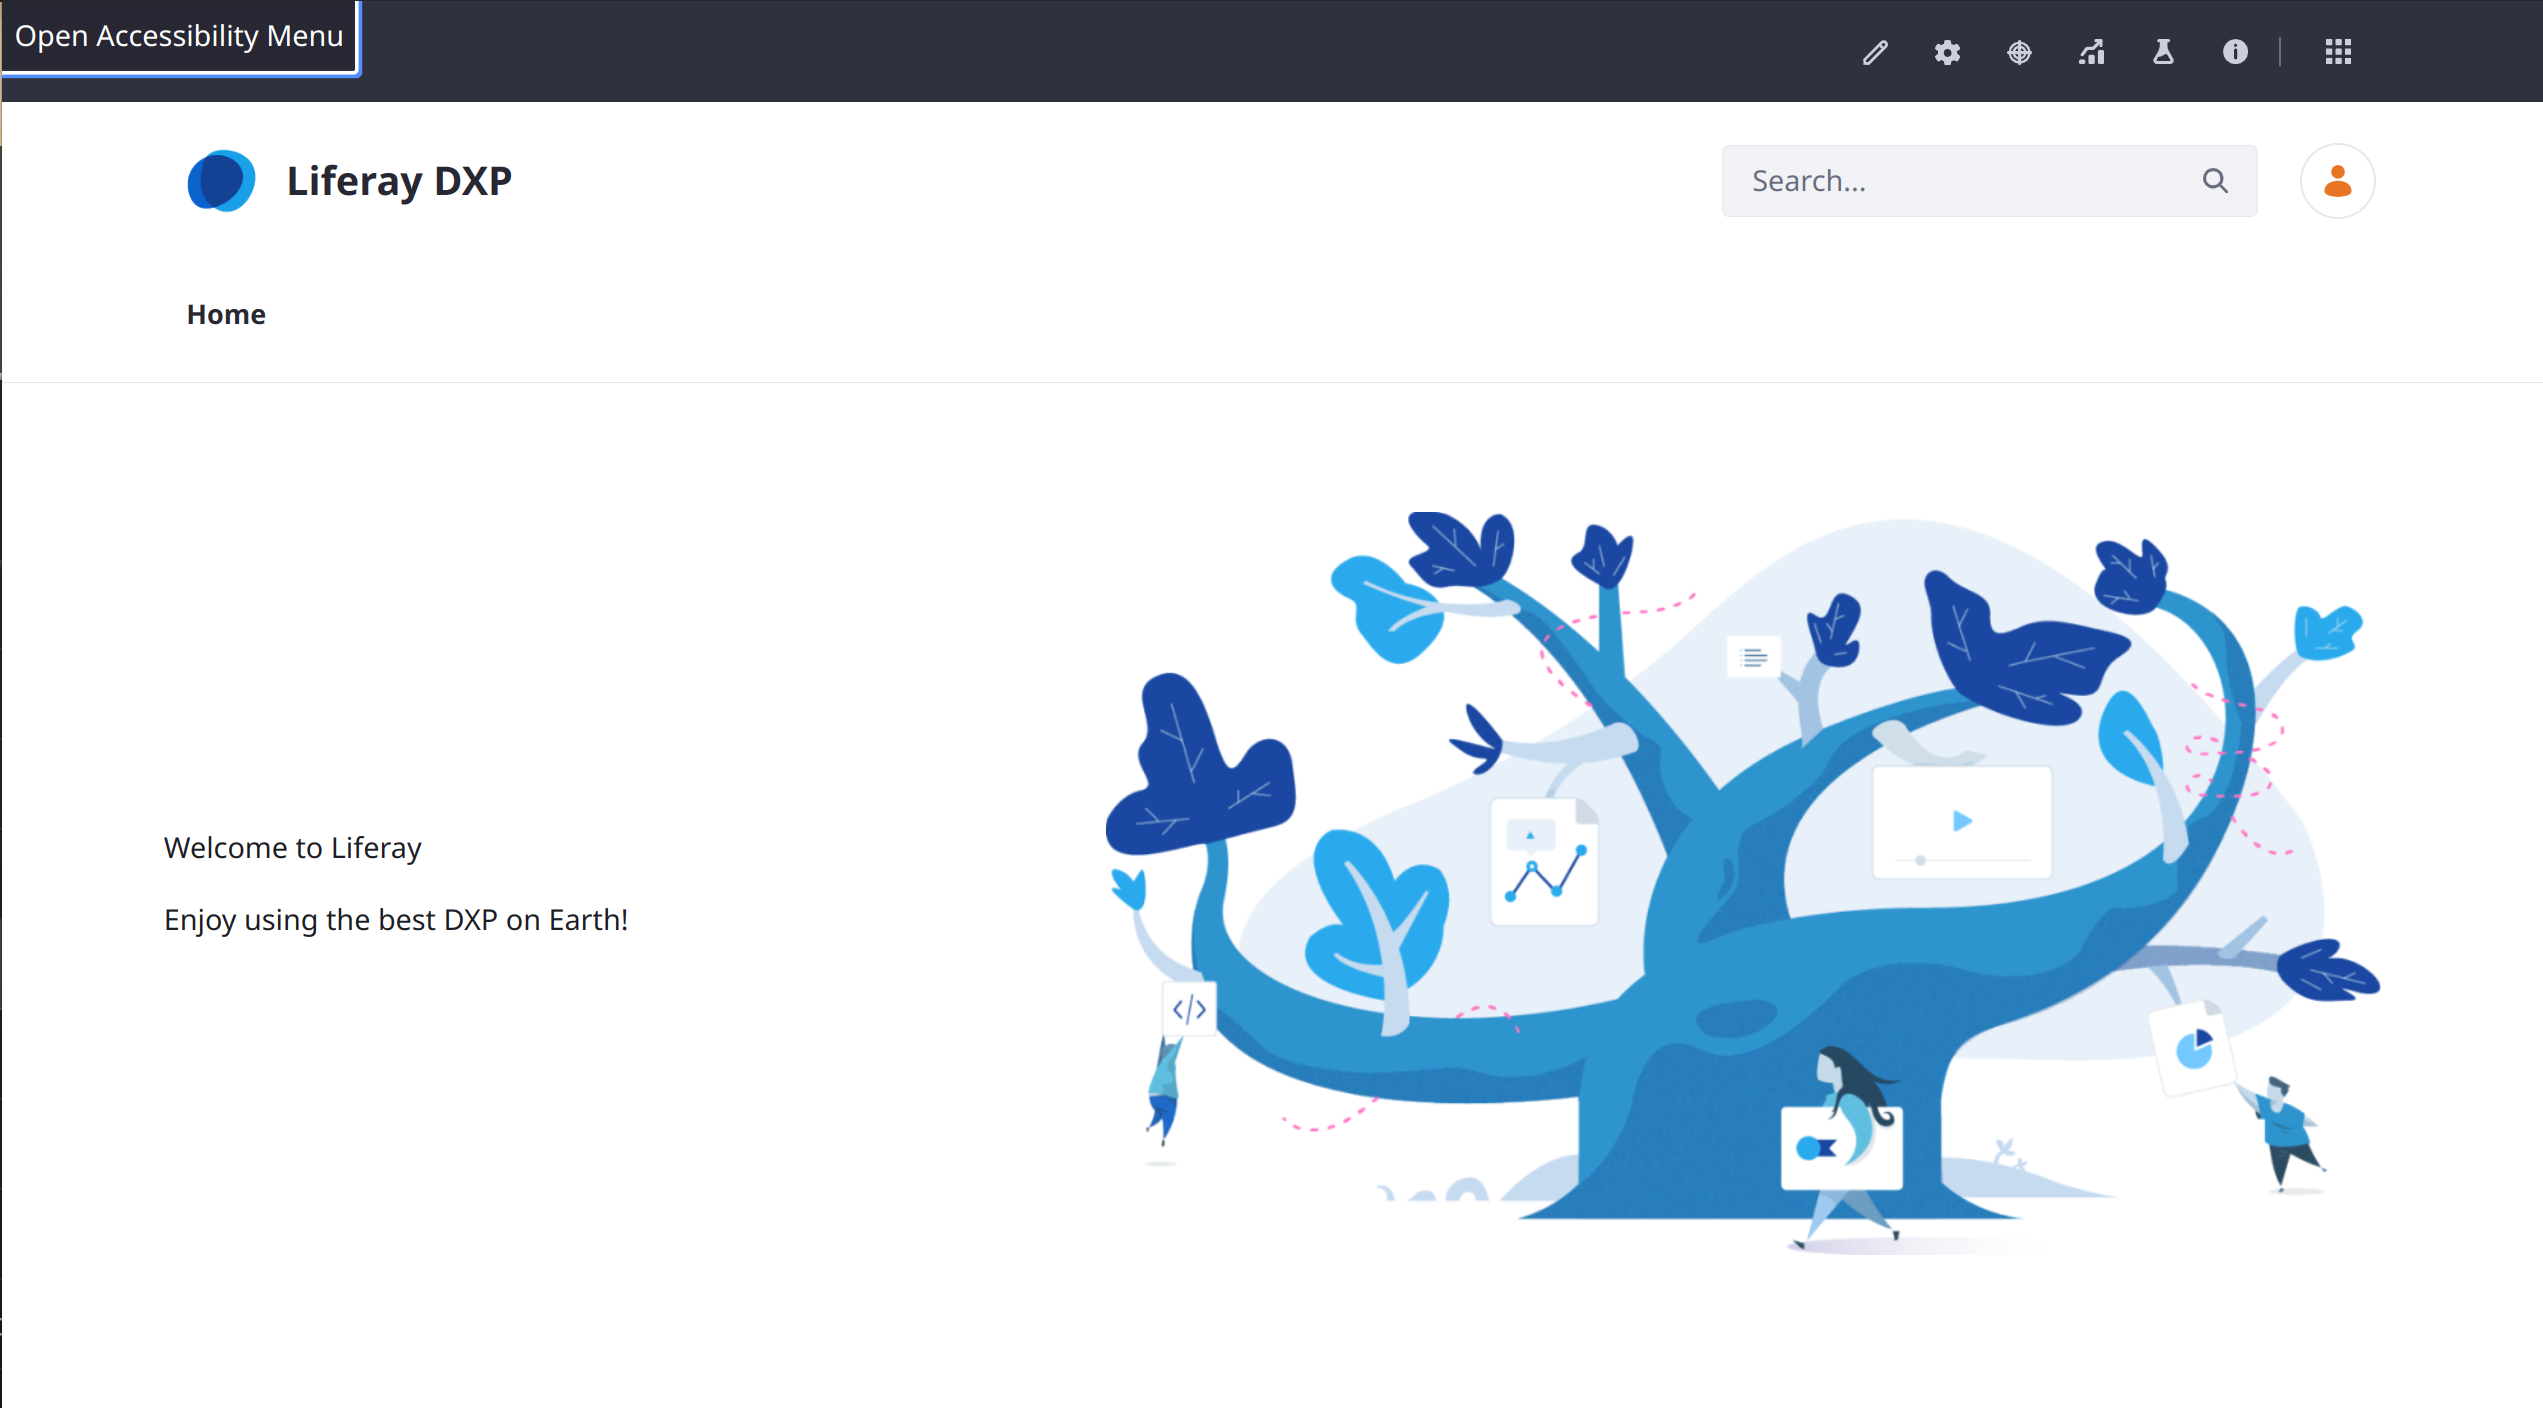 Open Accessibility Menu
Liferay DXP
Search...
Home
Welcome to Liferay
Enjoy using the best DXP on Earth!